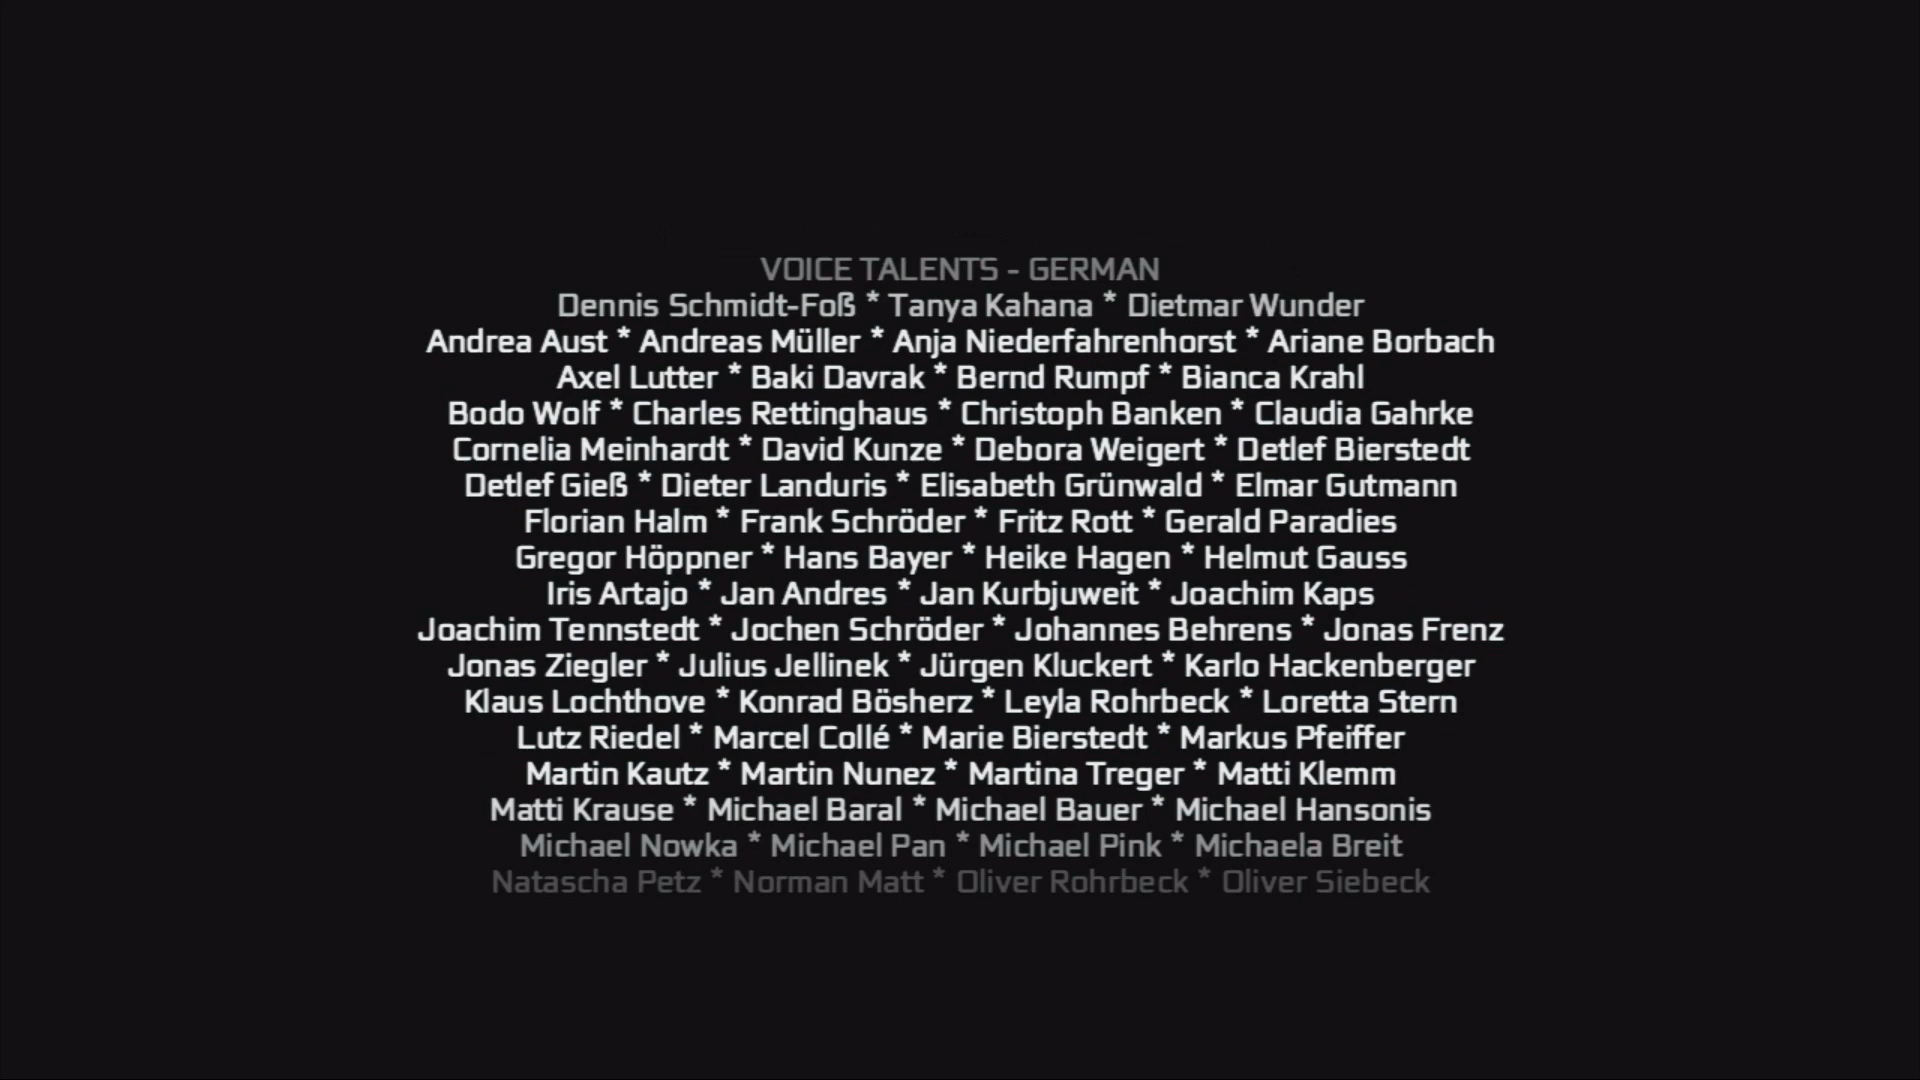 VOICE TALENTS - GERMAN
Dennis Schmidt-Foß * Tanya Kahana * Dietmar Wunder
Andrea Aust * Andreas Müller * Anja Niederfahrenhorst * Ariane Borbach
Axel Lutter * Baki Davrak * Bernd Rumpf * Bianca Krahl
Bodo Wolf * Charles Rettinghaus * Christoph Banken * Claudia Gahrke
Cornelia Meinhardt * David Kunze * Debora Weigert * Detlef Bierstedt
Detlef Gieß * Dieter Landuris * Elisabeth Grünwald * Elmar Gutmann
Florian Halm * Frank Schröder * Fritz Rott * Gerald Paradies
Gregor Höppner * Hans Bayer * Heike Hagen * Helmut Gauss
Iris Artajo * Jan Andres * Jan Kurbjuweit * Joachim Kaps
Joachim Tennstedt * Jochen Schröder * Johannes Behrens * Jonas Frenz
Jonas Ziegler * Julius Jellinek * Jürgen Kluckert * Karlo Hackenberger
Klaus Lochthove * Konrad Bösherz * Leyla Rohrbeck * Loretta Stern
Lutz Riedel * Marcel Collé * Marie Bierstedt * Markus Pfeiffer
Martin Kautz * Martin Nunez * Martina Treger * Matti Klemm
Matti Krause * Michael Baral * Michael Bauer * Michael Hansonis
Michael Nowka * Michael Pan * Michael Pink * Michaela Breit
Natascha Petz * Norman Matt * Oliver Rohrbeck * Oliver Siebeck